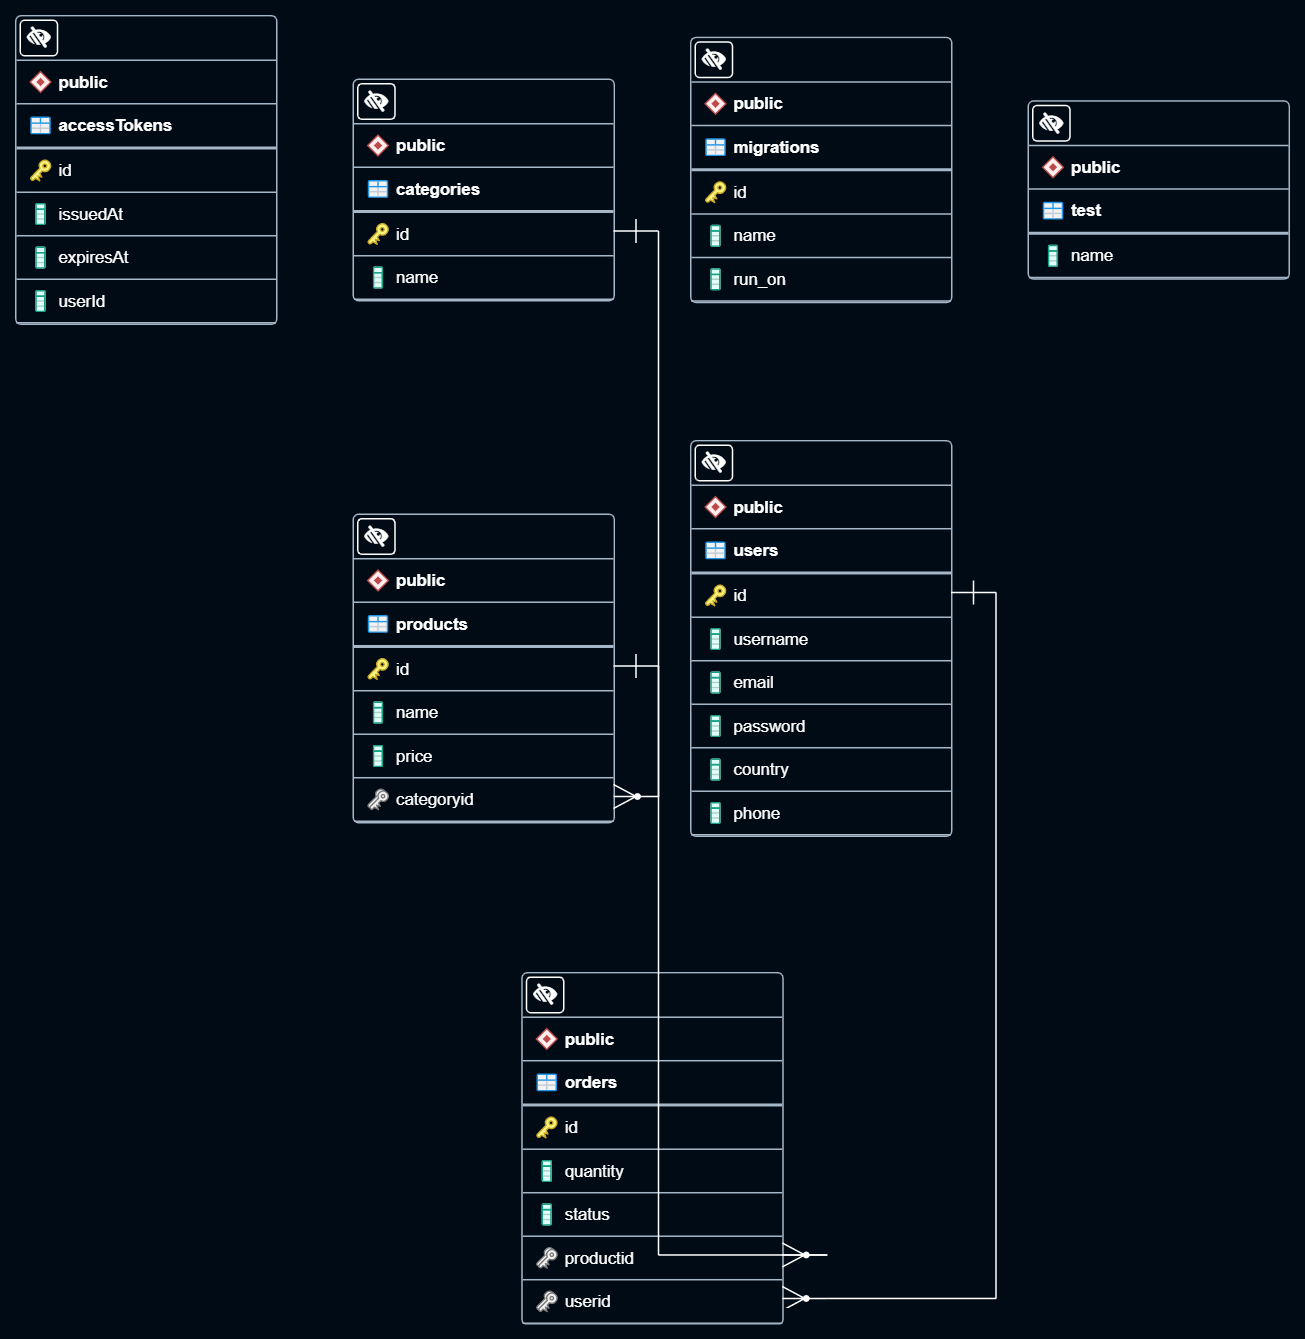 public
accessTokens
id
issuedAt
expiresAt
userId
public
categories
id
name
public
migrations
id
name
run_on
public
test
name
public
products
id
name
price
categoryid
public
users
id
username
email
password
country
phone
public
orders
id
quantity
status
productid
userid